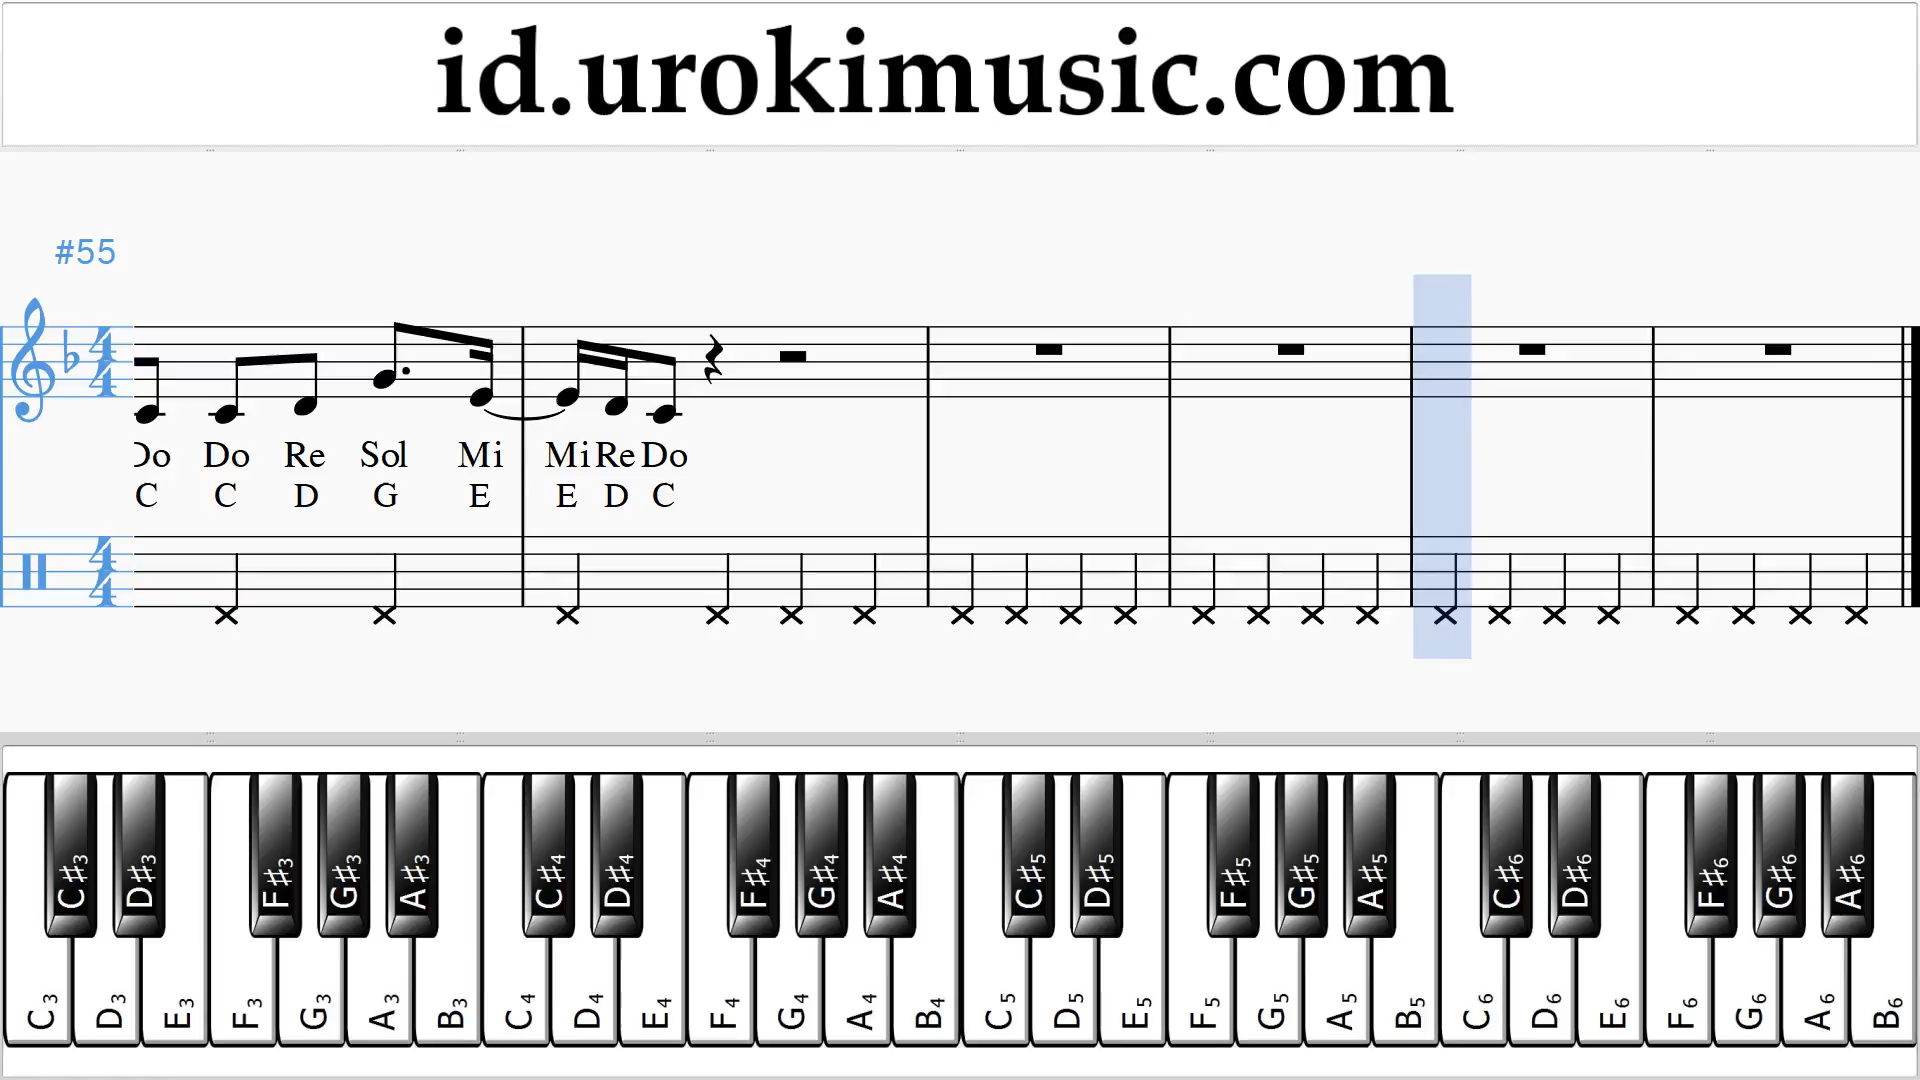 id.urokimusic.com
#55
Do Do Re Sol Mi Mi Re Do
C C D G E E D C
C#3 D#3 F#3 G#3 A#3 C#4 D#4 F#4 G#4 A#4 C#5 D#5 F#5 G#5 A#5 C#6 D#6 F#6 G#6 A#6
C3 D3 E3 F3 G3 A3 B3 C4 D4 E4 F4 G4 A4 B4 C5 D5 E5 F5 G5 A5 B5 C6 D6 E6 F6 G6 A6 B6